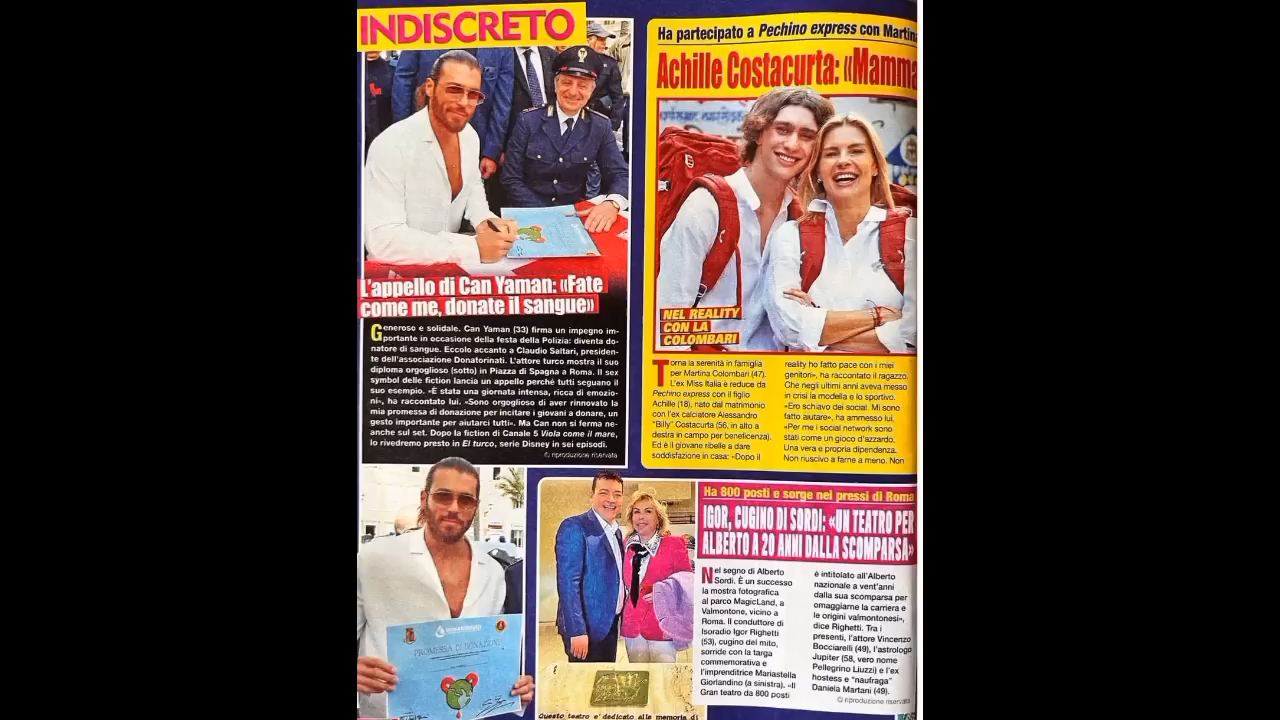 INDISCRETO
L'appello di Can Yaman: «Fate
come me, donate il sangue»
Generoso e solidale. Can Yaman (33) firma un impegno im-
portante in occasione della festa della Polizia: diventa do-
natore di sangue. Eccolo accanto a Claudio Saltari, presiden-
te dell'associazione Donatorinati. L'attore turco mostra il suo
diploma orgoglioso (sotto) in Piazza di Spagna a Roma. Il sex
symbol delle fiction lancia un appello perché tutti seguano il
suo esempio. «È stata una giornata intensa, ricca di emozio-
ni», ha raccontato lui. «Sono orgoglioso di aver rinnovato la
mia promessa di donazione per incitare i giovani a donare, un
gesto importante per aiutarci tutti». Ma Can non si ferma ne-
anche sul set. Dopo la fiction di Canale 5 Viola come il mare,
lo rivedremo presto in El turco, serie Disney in sei episodi.
© riproduzione riservata
PROMESSA DI DONAZIONE
Ha partecipato a Pechino express con Martina
Achille Costacurta: «Mamma
NEL REALITY
CON LA
COLOMBARI
Torna la serenità in famiglia
per Martina Colombari (47).
L'ex Miss Italia è reduce da
Pechino express con il figlio
Achille (18), nato dal matrimonio
con l'ex calciatore Alessandro
"Billy" Costacurta (56, in alto a
destra in campo per beneficenza).
Ed è il giovane ribelle a dare
soddisfazione in casa: «Dopo il
reality ho fatto pace con i miei
genitori», ha raccontato il ragazzo.
Che negli ultimi anni aveva messo
in crisi la modella e lo sportivo.
«Ero schiavo dei social. Mi sono
fatto aiutare», ha ammesso lui.
«Per me i social network sono
stati come un gioco d'azzardo.
Una vera e propria dipendenza.
Non riuscivo a farne a meno. Non
Ha 800 posti e sorge nei pressi di Roma
IGOR, CUGINO DI SORDI: «UN TEATRO PER
ALBERTO A 20 ANNI DALLA SCOMPARSA»
Nel segno di Alberto
Sordi. È un successo
la mostra fotografica
al parco MagicLand, a
Valmontone, vicino a
Roma. Il conduttore di
Isoradio Igor Righetti
(53), cugino del mito,
sorride con la targa
commemorativa e
l'imprenditrice Mariastella
Giorlandino (a sinistra). «Il
Gran teatro da 800 posti
è intitolato all'Alberto
nazionale a vent'anni
dalla sua scomparsa per
omaggiarne la carriera e
le origini valmontonesi»,
dice Righetti. Tra i
presenti, l'attore Vincenzo
Bocciarelli (49), l'astrologo
Jupiter (58, vero nome
Pellegrino Liuzzi) e l'ex
hostess e "naufraga"
Daniela Martani (49).
© riproduzione riservata
Questo teatro e' dedicato alla memoria di